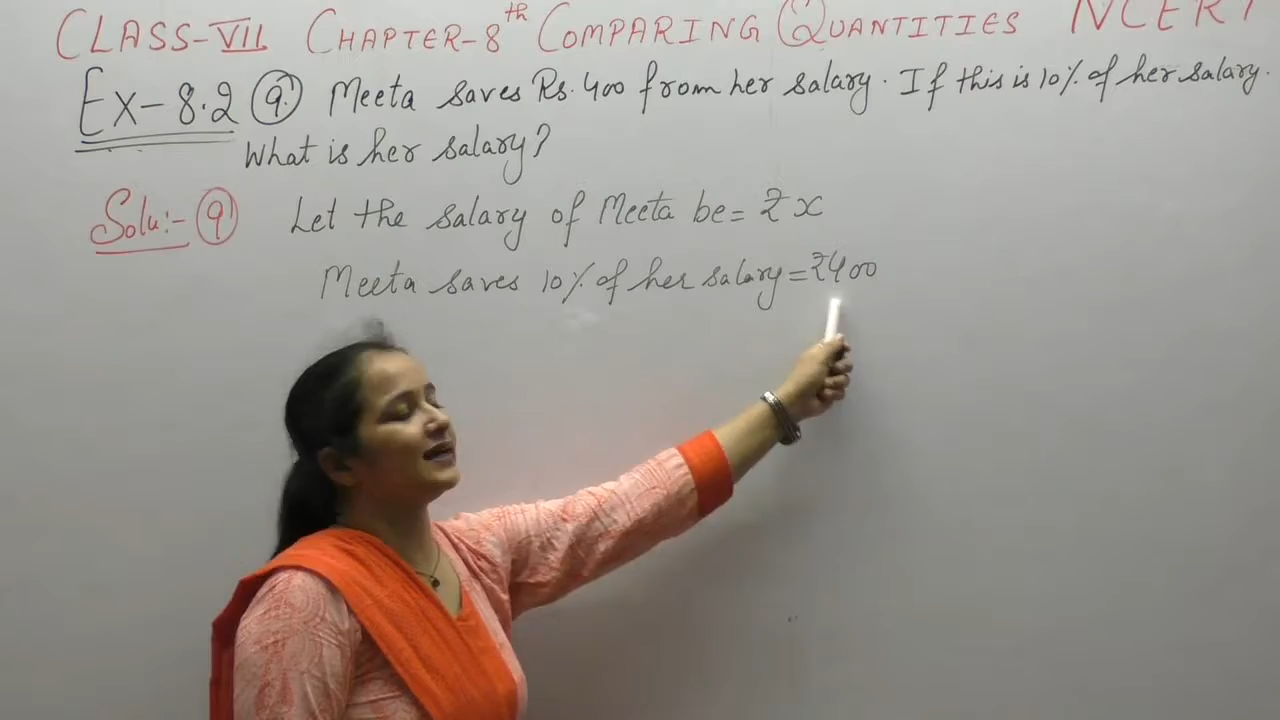 CLASS-VII CHAPTER-8th COMPARING QUANTITIES NCERT
Ex-8.2 9. Meeta saves Rs. 400 from her salary. If this is 10% of her salary.
What is her salary?
Solu:- 9 Let the salary of Meeta be = ₹ x
Meeta saves 10% of her salary = ₹400